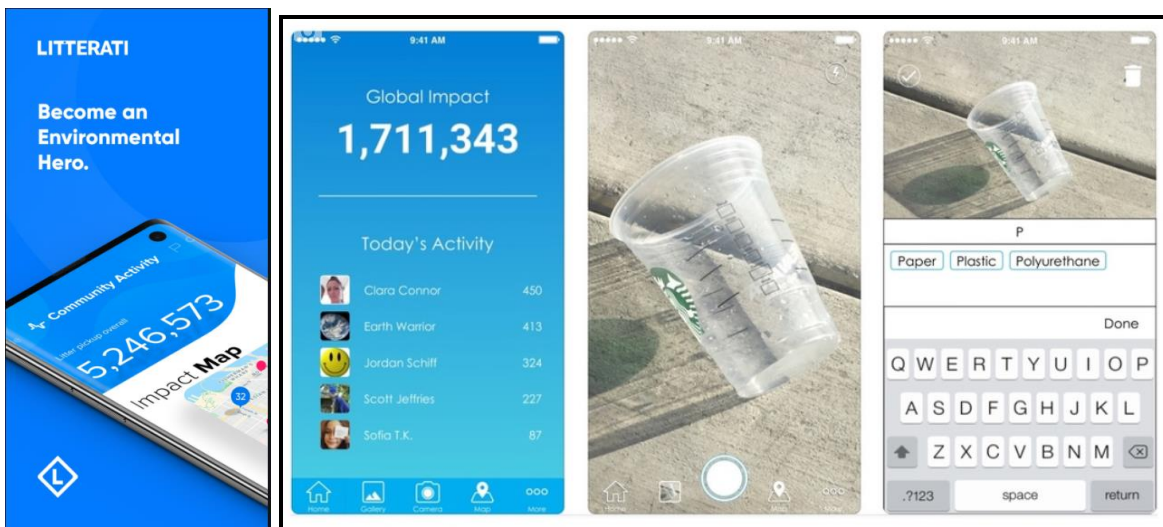 LITTERATI
Become an
Environmental
Hero.
Community Activity
Litter pickup overall
5,246,573
Impact Map
32
L
9:41 AM
Global Impact
1,711,343
Today's Activity
Clara Connor 450
Earth Warrior 413
Jordan Schiff 324
Scott Jeffries 227
Sofia T.K. 87
Home Gallery Camera Map More
9:41 AM
Home Map More
9:41 AM
P
Paper Plastic Polyurethane
Done
Q W E R T Y U I O P
A S D F G H J K L
Z X C V B N M
.?123 space return